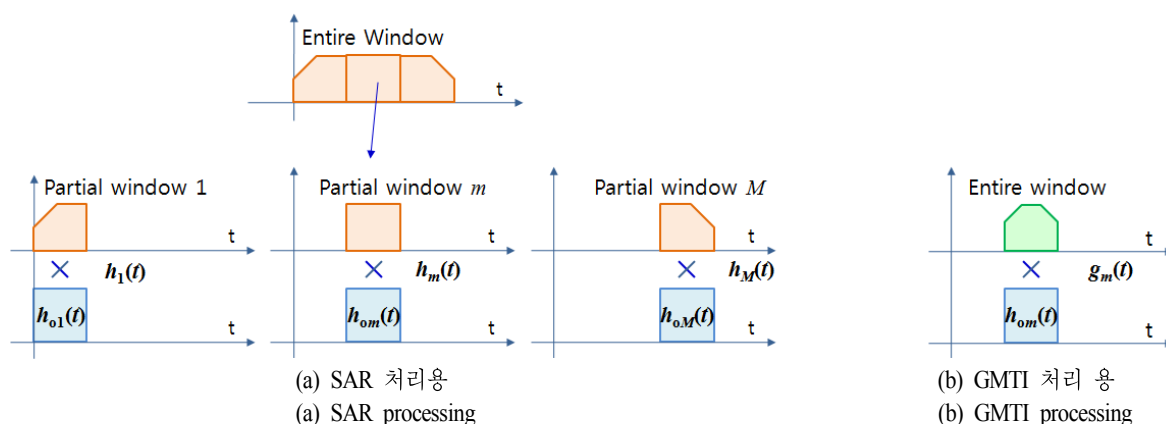 Entire Window
t
Partial window 1
Partial window m
Partial window M
Entire window
t
t
t
t
h₁(t)
hₘ(t)
h_M(t)
gₘ(t)
hₒ₁(t)
hₒₘ(t)
hₒM(t)
hₒₘ(t)
t
t
t
t
(a) SAR 처리용
(b) GMTI 처리 용
(a) SAR processing
(b) GMTI processing